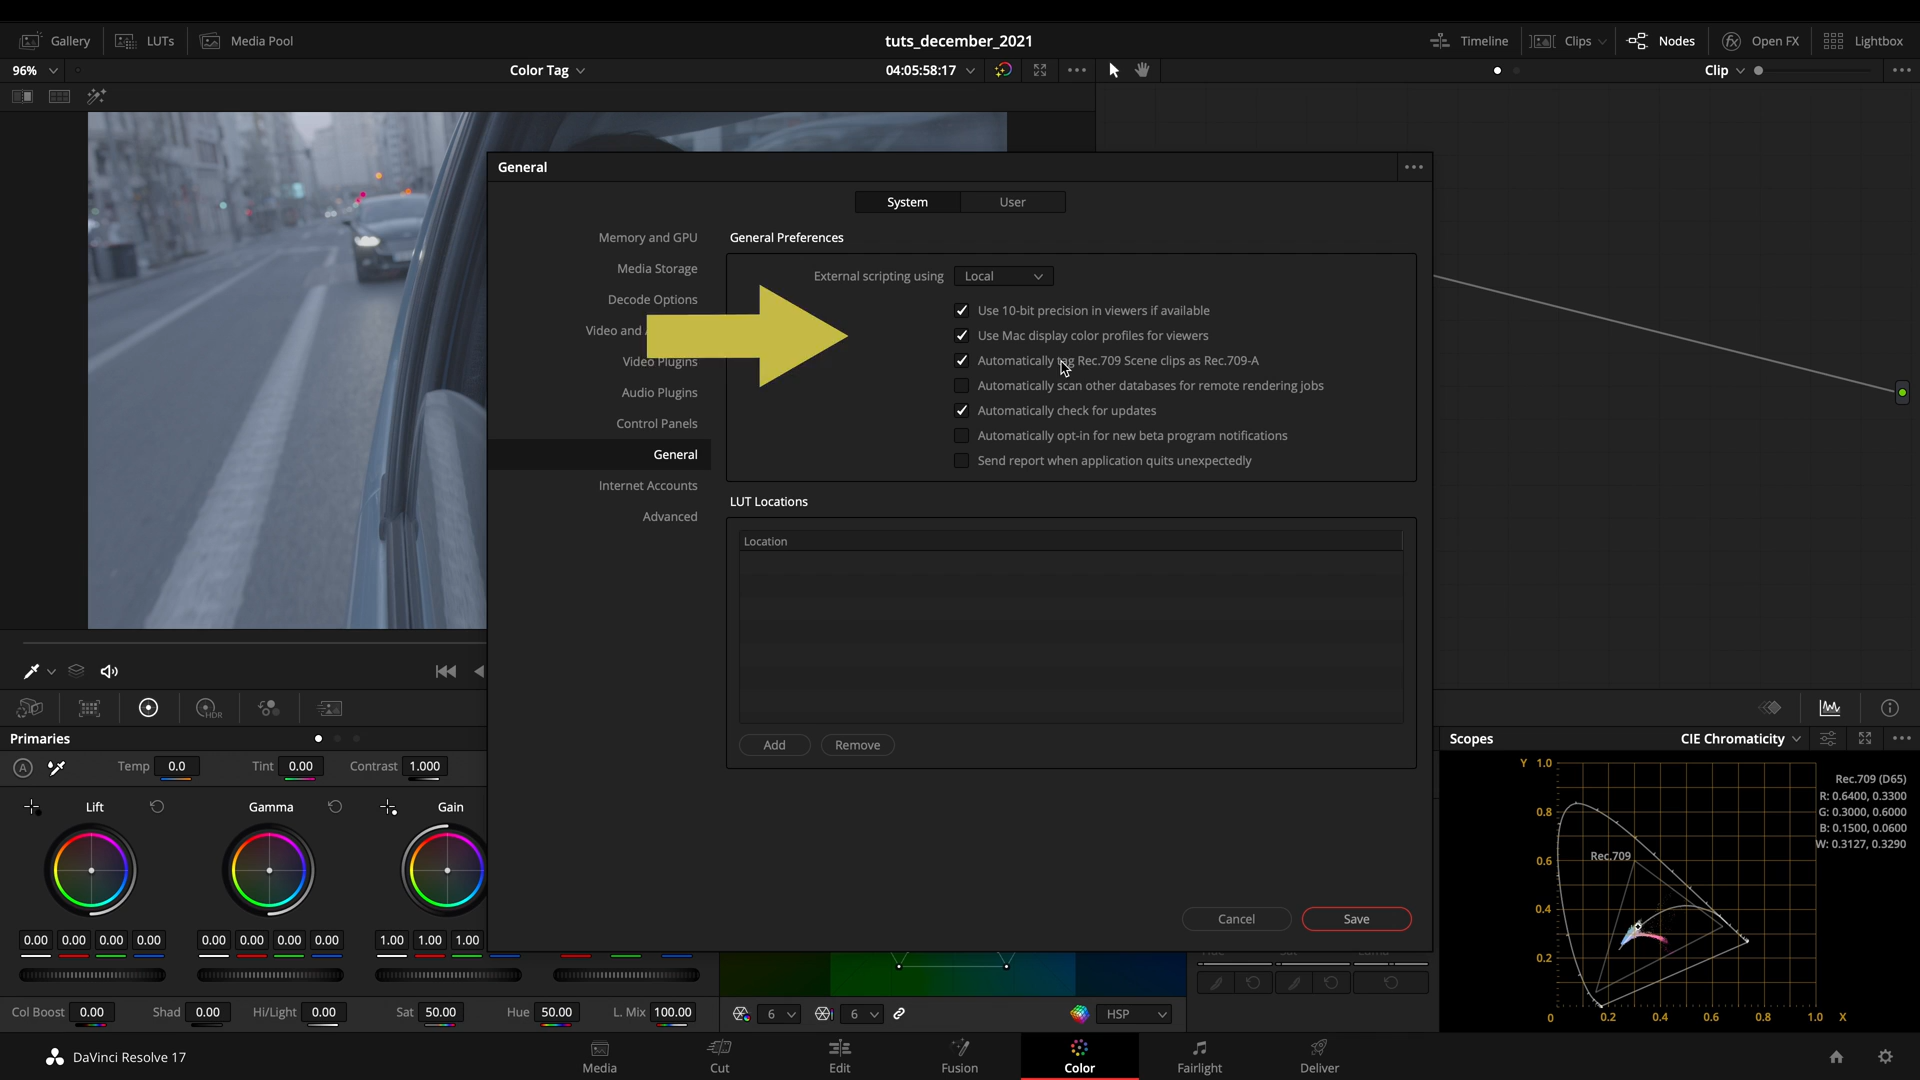 Gallery LUTs Media Pool tuts_december_2021 Timeline Clips Nodes Open FX Lightbox
96% Color Tag 04:05:58:17 Clip
General
System User
Memory and GPU General Preferences
Media Storage External scripting using Local
Decode Options
Use 10-bit precision in viewers if available
Video and
Use Mac display color profiles for viewers
Video Plugins
Automatically tag Rec.709 Scene clips as Rec.709-A
Automatically scan other databases for remote rendering jobs
Audio Plugins
Automatically check for updates
Control Panels
Automatically opt-in for new beta program notifications
General
Send report when application quits unexpectedly
Internet Accounts
LUT Locations
Advanced
Location
Add Remove
Primaries Scopes CIE Chromaticity
Temp 0.0 Tint 0.00 Contrast 1.000
Lift Gamma Gain
0.00 0.00 0.00 0.00 0.00 0.00 0.00 0.00 1.00 1.00 1.00
Cancel Save
Col Boost 0.00 Shad 0.00 Hi/Light 0.00 Sat 50.00 Hue 50.00 L. Mix 100.00
6 6 HSP
Y 1.0
0.8
0.6
0.4
0.2
0 0.2 0.4 0.6 0.8 1.0 X
Rec.709
Rec.709 (D65)
R: 0.6400, 0.3300
G: 0.3000, 0.6000
B: 0.1500, 0.0600
W: 0.3127, 0.3290
DaVinci Resolve 17 Media Cut Edit Fusion Color Fairlight Deliver